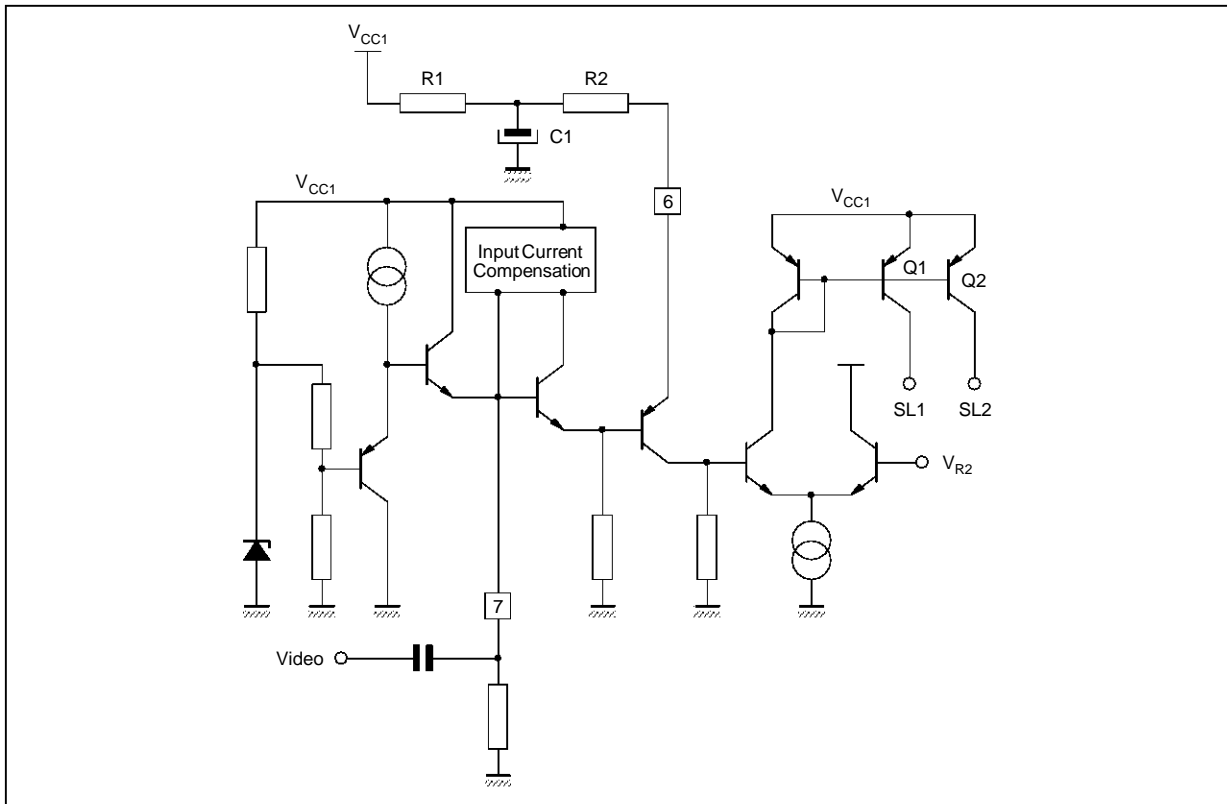 VCC1
R1
R2
C1
VCC1
6
VCC1
Input Current
Compensation
Q1
Q2
SL1
SL2
VR2
7
Video